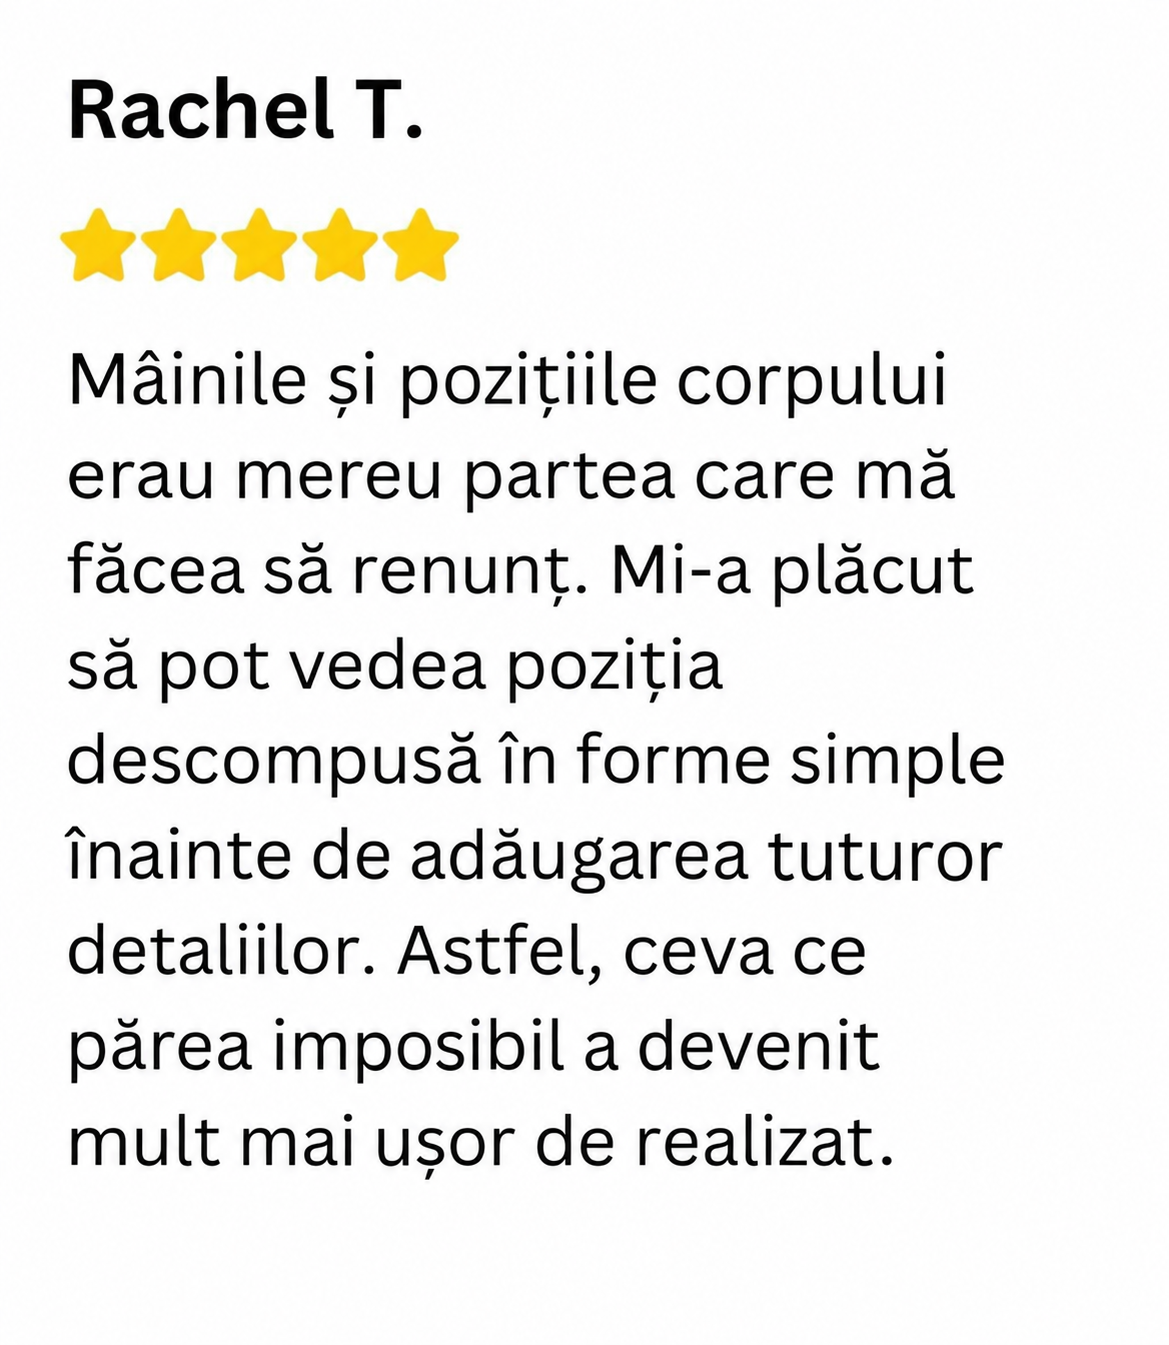 Rachel T.
Mâinile și pozițiile corpului
erau mereu partea care mă
făcea să renunț. Mi-a plăcut
să pot vedea poziția
descompusă în forme simple
înainte de adăugarea tuturor
detaliilor. Astfel, ceva ce
părea imposibil a devenit
mult mai ușor de realizat.